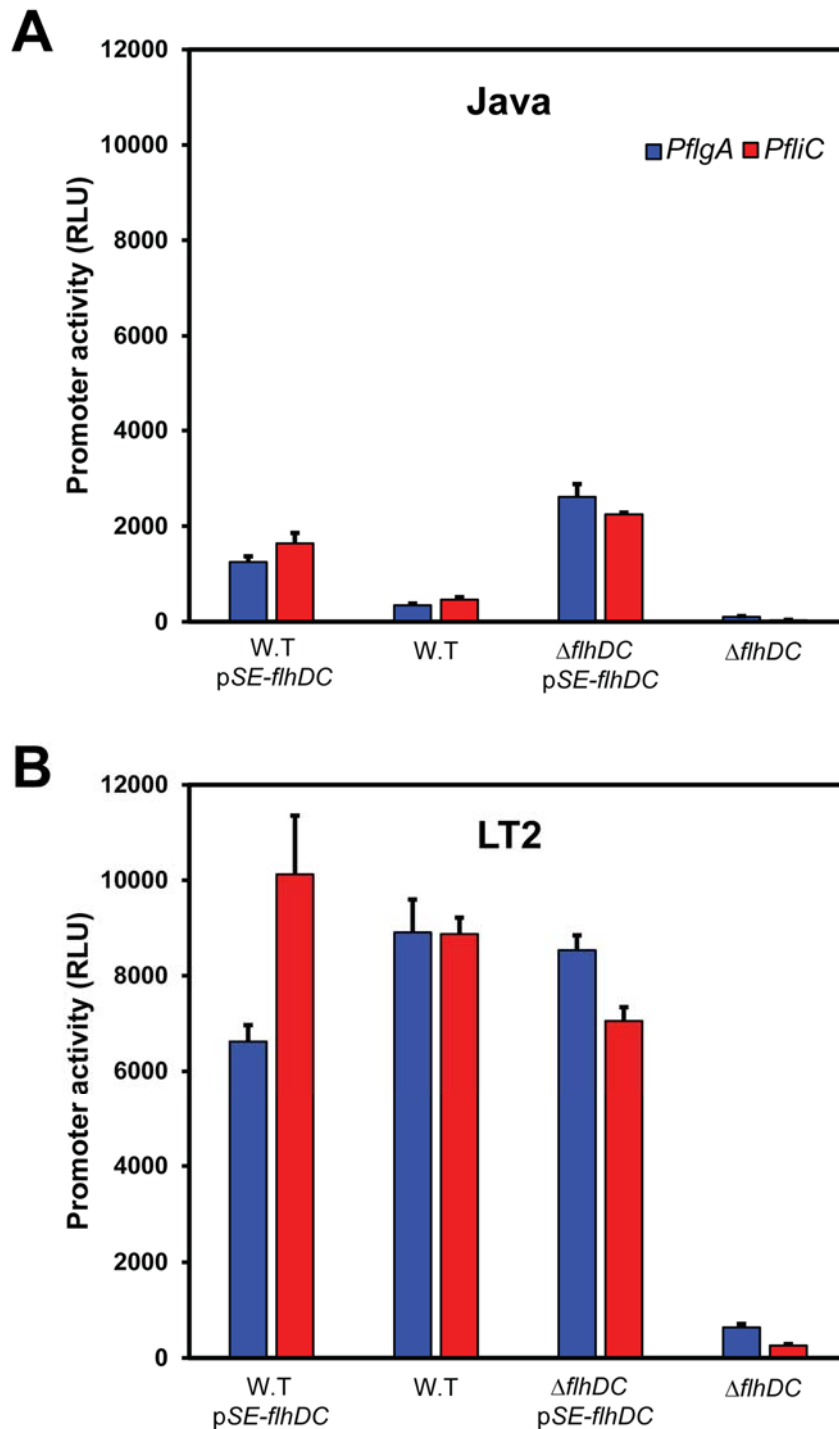 A
Java
PflgA PfliC
Promoter activity (RLU)
12000
10000
8000
6000
4000
2000
0
W.T W.T ΔflhDC ΔflhDC
pSE-flhDC pSE-flhDC
B
LT2
Promoter activity (RLU)
12000
10000
8000
6000
4000
2000
0
W.T W.T ΔflhDC ΔflhDC
pSE-flhDC pSE-flhDC